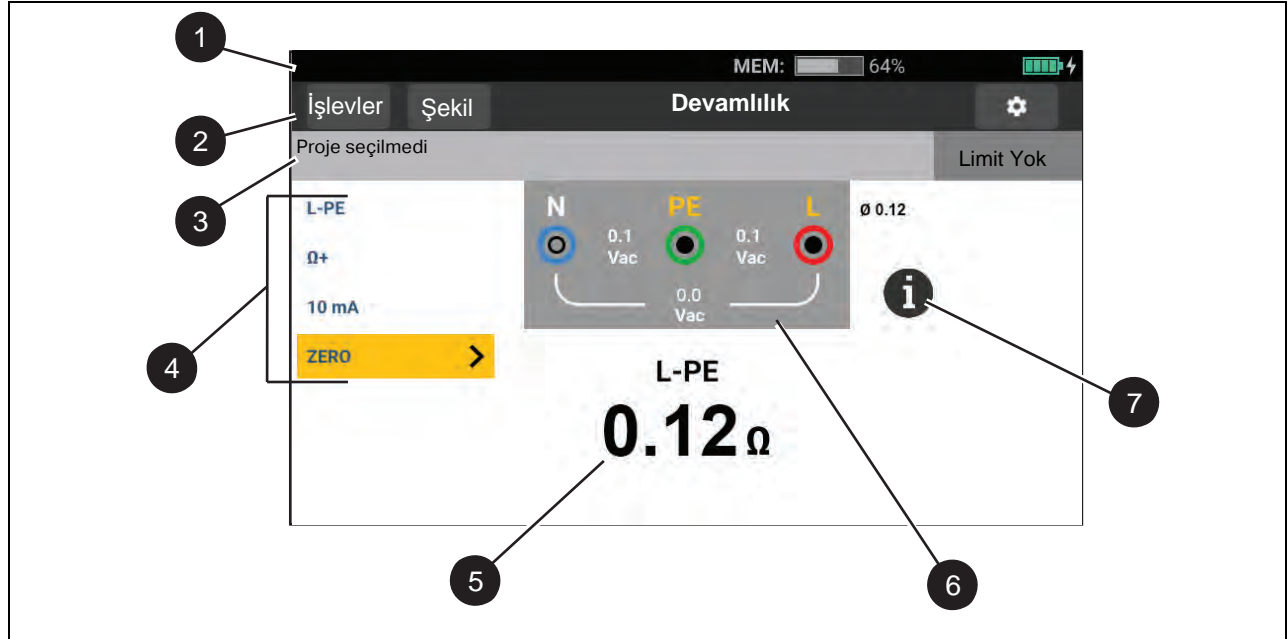 1
MEM: 64%
2
İşlevler Şekil Devamlılık
3
Proje seçilmedi
Limit Yok
4
L-PE
Ω+
10 mA
ZERO
N PE L
0.1 Vac
0.1 Vac
0.0 Vac
Ø 0.12
i
7
L-PE
0.12 Ω
5
6